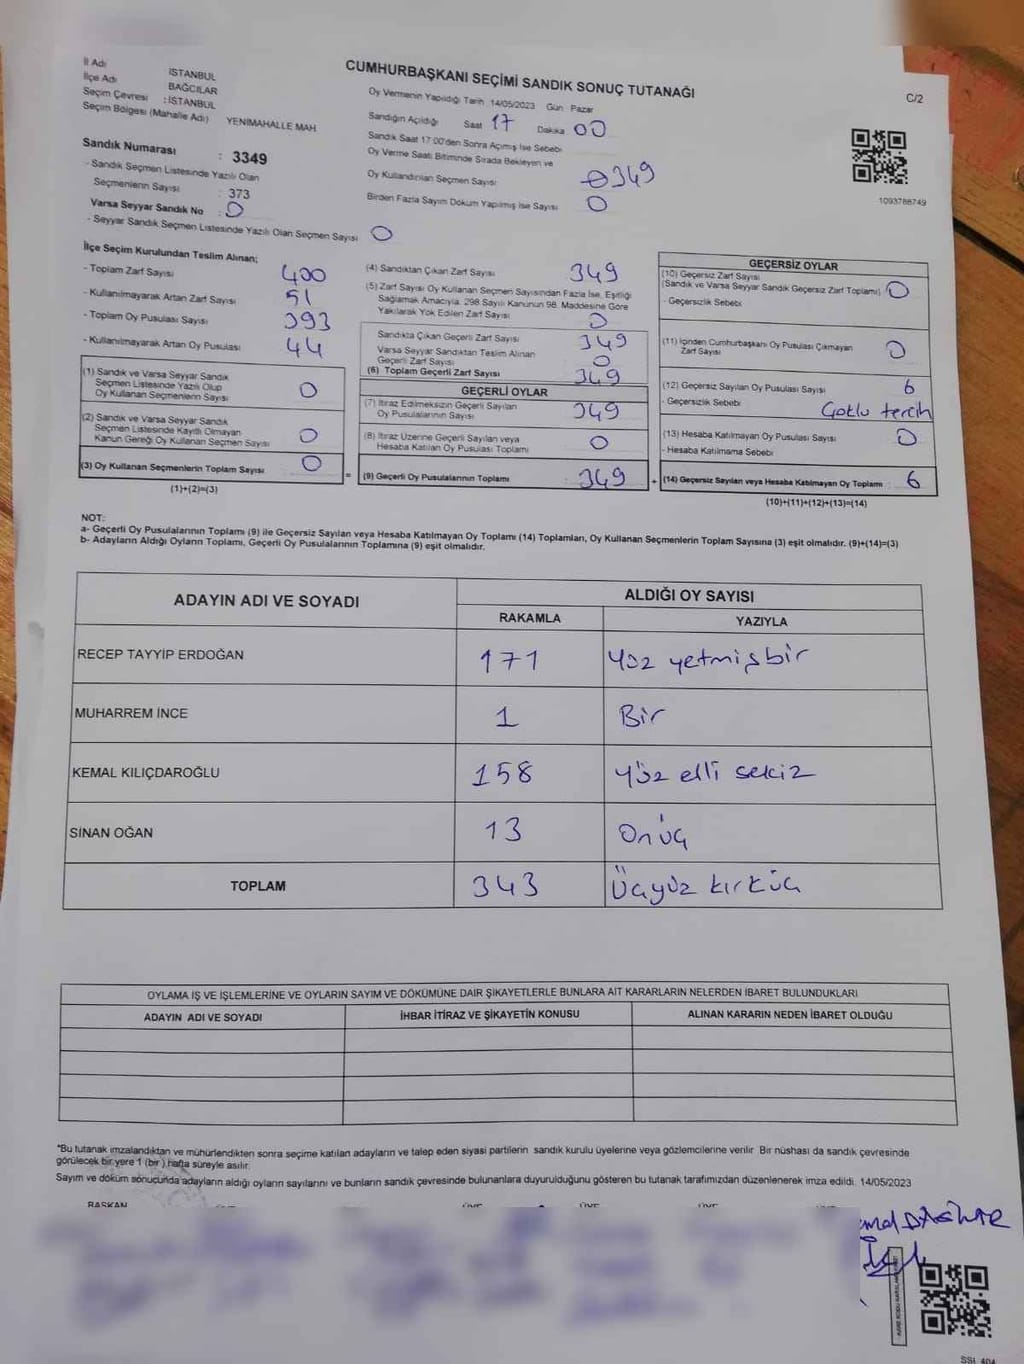 CUMHURBAŞKANI SEÇİMİ SANDIK SONUÇ TUTANAĞI
C/2
İl Adı İSTANBUL
İlçe Adı BAĞCILAR
Seçim Çevresi : İSTANBUL
Seçim Bölgesi (Mahalle Adı) YENİMAHALLE MAH.
Oy Vermenin Yapıldığı Tarih 14/05/2023 Gün Pazar
Sandığın Açıldığı Saat 17 Dakika 00
Sandık Saat 17:00'den Sonra Açılmış İse Sebebi
Oy Verme Saati Bitiminde Sırada Bekleyen ve
Oy Kullandırılan Seçmen Sayısı 349
Birden Fazla Sayım Döküm Yapılmış İse Sayısı 0
1093788749
Sandık Numarası : 3349
- Sandık Seçmen Listesinde Yazılı Olan
Seçmenlerin Sayısı : 373
Varsa Seyyar Sandık No : 0
- Seyyar Sandık Seçmen Listesinde Yazılı Olan Seçmen Sayısı 0
İlçe Seçim Kurulundan Teslim Alınan;
- Toplam Zarf Sayısı 400
- Kullanılmayarak Artan Zarf Sayısı 51
- Toplam Oy Pusulası Sayısı 393
- Kullanılmayarak Artan Oy Pusulası 44
(1) Sandık ve Varsa Seyyar Sandık
Seçmen Listesinde Yazılı Olup
Oy Kullanan Seçmenlerin Sayısı 0
(2) Sandık ve Varsa Seyyar Sandık
Seçmen Listesinde Kayıtlı Olmayan
Kanun Gereği Oy Kullanan Seçmen Sayısı 0
(3) Oy Kullanan Seçmenlerin Toplam Sayısı 0
(1)+(2)=(3)
(4) Sandıktan Çıkan Zarf Sayısı 349
(5) Zarf Sayısı Oy Kullanan Seçmen Sayısından Fazla İse, Eşitliği
Sağlamak Amacıyla, 298 Sayılı Kanunun 98. Maddesine Göre
Yakılarak Yok Edilen Zarf Sayısı 0
Sandıkta Çıkan Geçerli Zarf Sayısı 349
Varsa Seyyar Sandıktan Teslim Alınan
Geçerli Zarf Sayısı 0
(6) Toplam Geçerli Zarf Sayısı 349
GEÇERLİ OYLAR
(7) İtiraz Edilmeksizin Geçerli Sayılan
Oy Pusulalarının Sayısı 349
(8) İtiraz Üzerine Geçerli Sayılan veya
Hesaba Katılan Oy Pusulası Toplamı 0
= (9) Geçerli Oy Pusulalarının Toplamı : 349 +
GEÇERSİZ OYLAR
(10) Geçersiz Zarf Sayısı
(Sandık ve Varsa Seyyar Sandık Geçersiz Zarf Toplamı) 0
- Geçersizlik Sebebi
(11) İçinden Cumhurbaşkanı Oy Pusulası Çıkmayan
Zarf Sayısı 0
(12) Geçersiz Sayılan Oy Pusulası Sayısı 6
- Geçersizlik Sebebi Çoklu tercih
(13) Hesaba Katılmayan Oy Pusulası Sayısı 0
- Hesaba Katılmama Sebebi
(14) Geçersiz Sayılan veya Hesaba Katılmayan Oy Toplamı : 6
(10)+(11)+(12)+(13)=(14)
NOT:
a- Geçerli Oy Pusulalarının Toplamı (9) ile Geçersiz Sayılan veya Hesaba Katılmayan Oy Toplamı (14) Toplamları, Oy Kullanan Seçmenlerin Toplam Sayısına (3) eşit olmalıdır. (9)+(14)=(3)
b- Adayların Aldığı Oyların Toplamı, Geçerli Oy Pusulalarının Toplamına (9) eşit olmalıdır.
ADAYIN ADI VE SOYADI ALDIĞI OY SAYISI
RAKAMLA YAZIYLA
RECEP TAYYİP ERDOĞAN 171 Yüz yetmişbir
MUHARREM İNCE 1 Bir
KEMAL KILIÇDAROĞLU 158 Yüz elli sekiz
SİNAN OĞAN 13 Onüç
TOPLAM 343 Üçyüz kırküç
OYLAMA İŞ VE İŞLEMLERİNE VE OYLARIN SAYIM VE DÖKÜMÜNE DAİR ŞİKAYETLERLE BUNLARA AİT KARARLARIN NELERDEN İBARET BULUNDUKLARI
ADAYIN ADI VE SOYADI İHBAR İTİRAZ VE ŞİKAYETİN KONUSU ALINAN KARARIN NEDEN İBARET OLDUĞU
*Bu tutanak imzalandıktan ve mühürlendikten sonra seçime katılan adayların ve talep eden siyasi partilerin sandık kurulu üyelerine veya gözlemcilerine verilir. Bir nüshası da sandık çevresinde
görülecek bir yere 1 (bir) hafta süreyle asılır.
Sayım ve döküm sonucunda adayların aldığı oyların sayılarını ve bunların sandık çevresinde bulunanlara duyurulduğunu gösteren bu tutanak tarafımızdan düzenlenerek imza edildi. 14/05/2023
BAŞKAN ÜYE ÜYE ÜYE ÜYE
SSİ 404